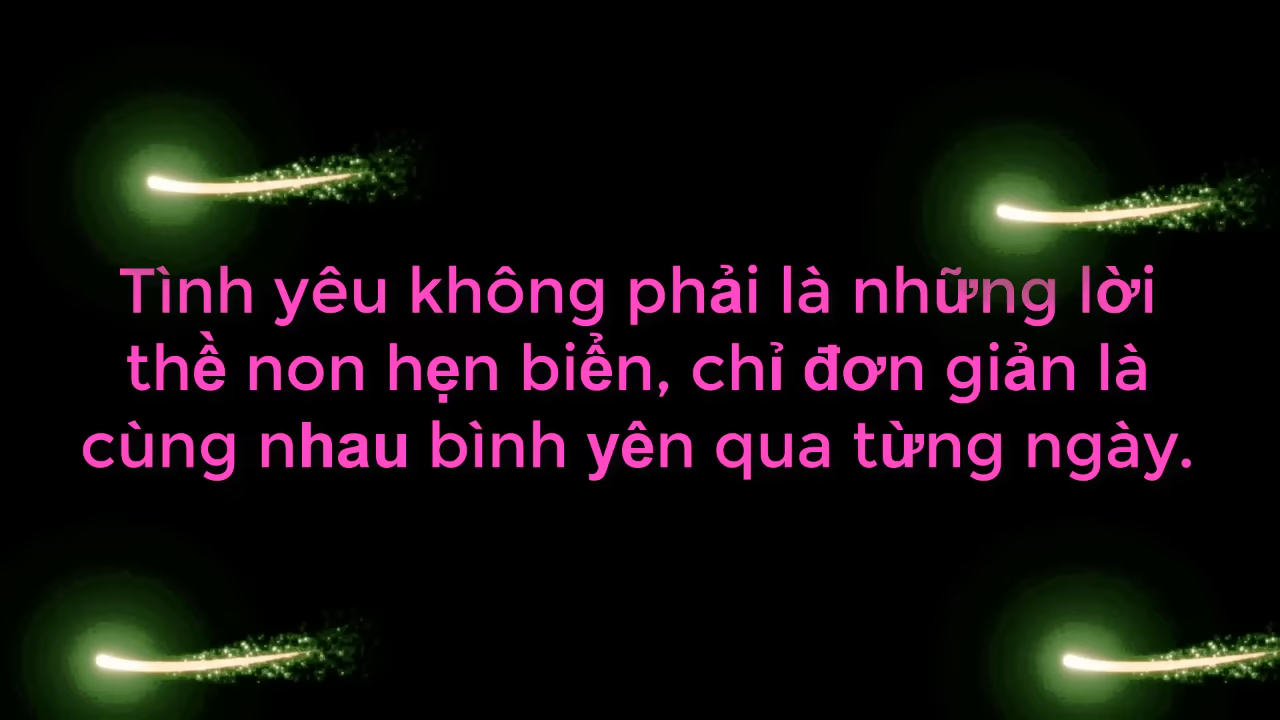 Tình yêu không phải là những lời
thề non hẹn biển, chỉ đơn giản là
cùng nhau bình yên qua từng ngày.